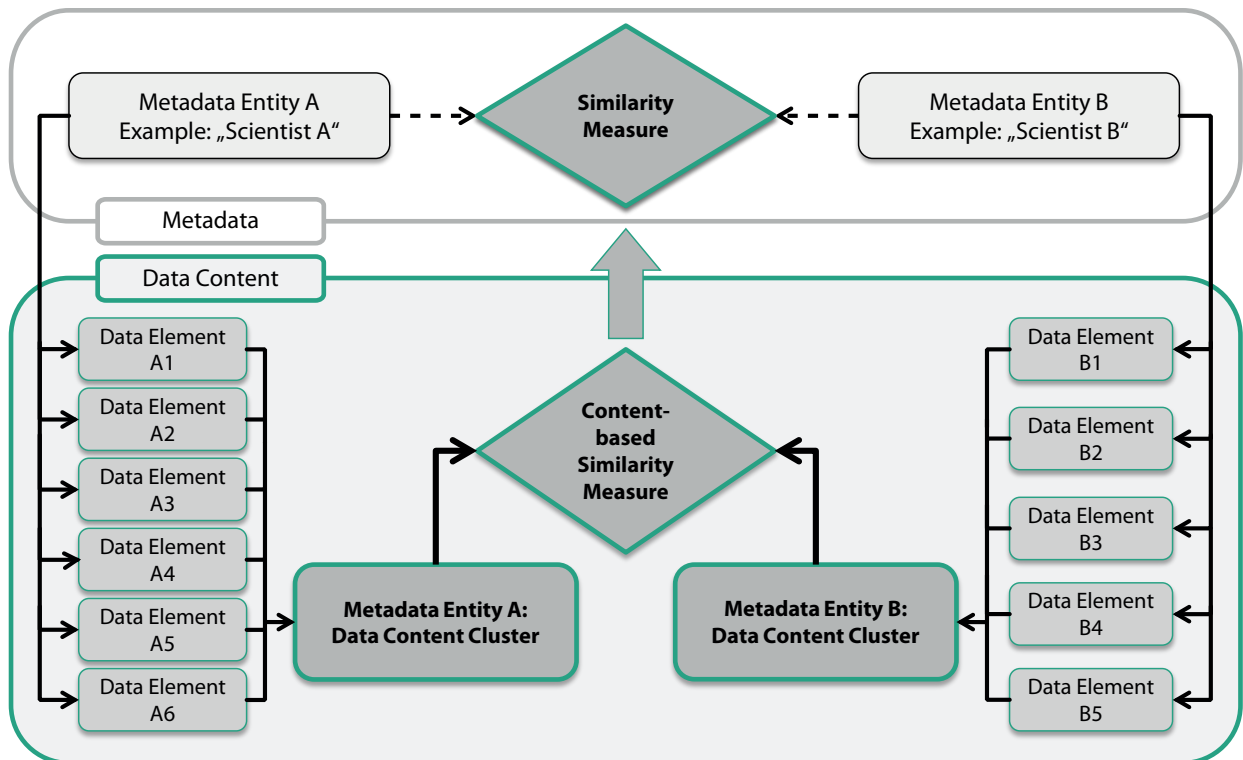 Metadata Entity A
Example: „Scientist A“
Similarity
Measure
Metadata Entity B
Example: „Scientist B“
Metadata
Data Content
Data Element
A1
Data Element
A2
Data Element
A3
Data Element
A4
Data Element
A5
Data Element
A6
Content-
based
Similarity
Measure
Metadata Entity A:
Data Content Cluster
Metadata Entity B:
Data Content Cluster
Data Element
B1
Data Element
B2
Data Element
B3
Data Element
B4
Data Element
B5